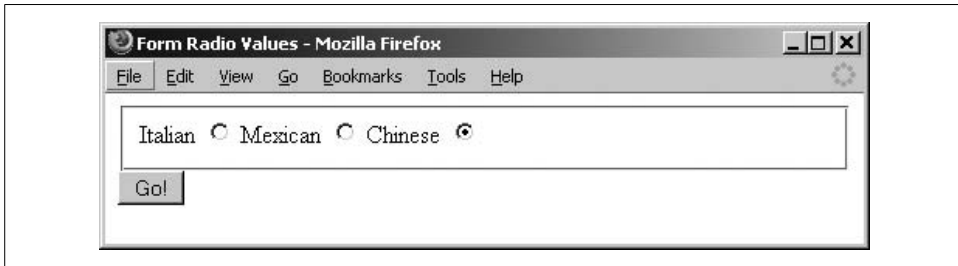 Form Radio Values - Mozilla Firefox
File Edit View Go Bookmarks Tools Help
Italian Mexican Chinese
Go!